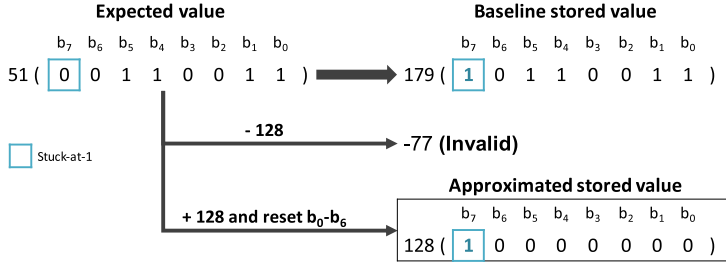 Expected value
b7 b6 b5 b4 b3 b2 b1 b0
51 ( 0 0 1 1 0 0 1 1 )
Baseline stored value
b7 b6 b5 b4 b3 b2 b1 b0
179 ( 1 0 1 1 0 0 1 1 )
- 128
-77 (Invalid)
Stuck-at-1
+ 128 and reset b0-b6
Approximated stored value
b7 b6 b5 b4 b3 b2 b1 b0
128 ( 1 0 0 0 0 0 0 0 )